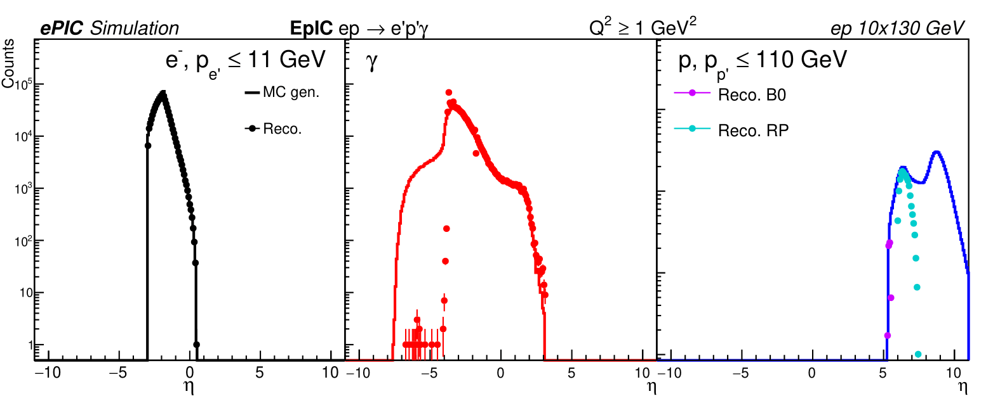 ePIC Simulation
EpIC ep → e'p'γ
Q² ≥ 1 GeV²
ep 10x130 GeV
Counts
10⁵
10⁴
10³
10²
10
1
e⁻, p_e' ≤ 11 GeV
MC gen.
Reco.
γ
p, p_p' ≤ 110 GeV
Reco. B0
Reco. RP
−10 −5 0 5 10
η
−10 −5 0 5 10
η
−10 −5 0 5 10
η